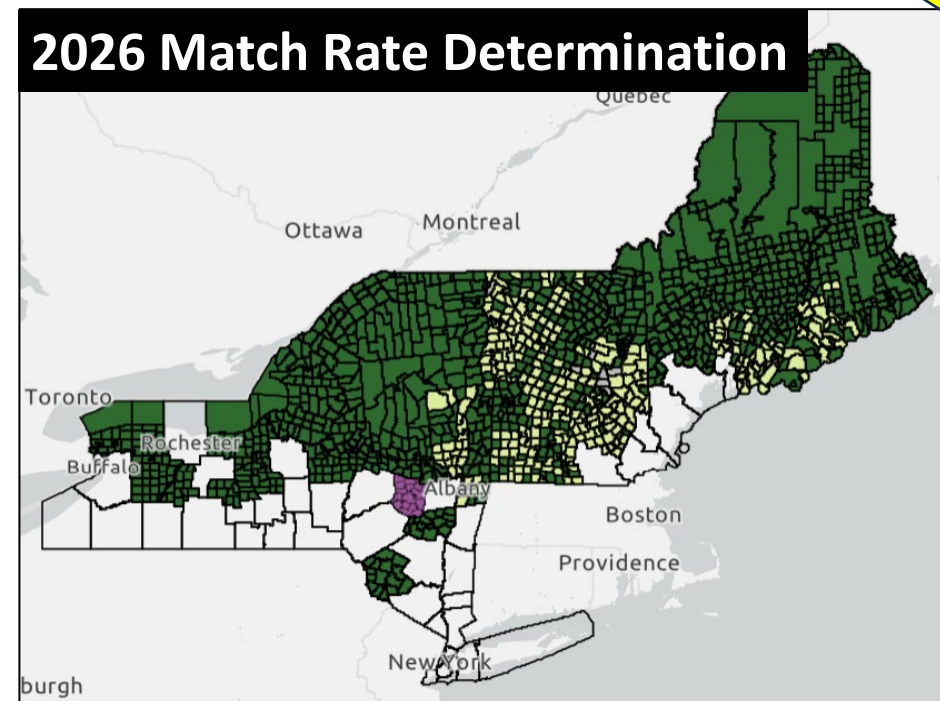 2026 Match Rate Determination
Quebec
Ottawa
Montreal
Toronto
Rochester
Buffalo
Albany
Boston
Providence
New York
burgh